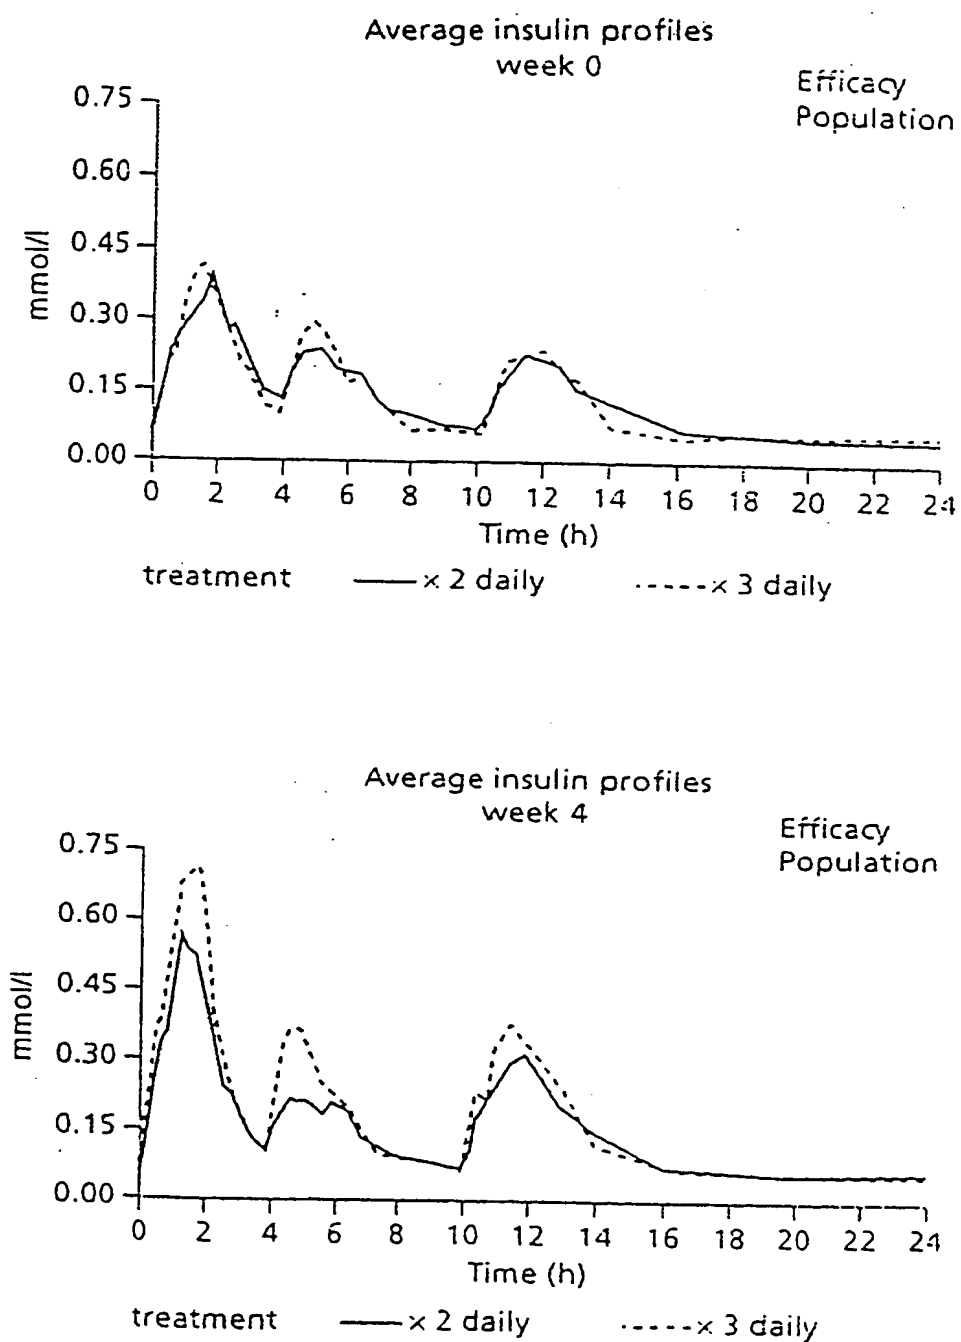 Average insulin profiles
week 0
Efficacy
Population
0.75
0.60
0.45
0.30
0.15
0.00
mmol/l
0 2 4 6 8 10 12 14 16 18 20 22 24
Time (h)
treatment × 2 daily × 3 daily
Average insulin profiles
week 4
Efficacy
Population
0.75
0.60
0.45
0.30
0.15
0.00
mmol/l
0 2 4 6 8 10 12 14 16 18 20 22 24
Time (h)
treatment × 2 daily × 3 daily